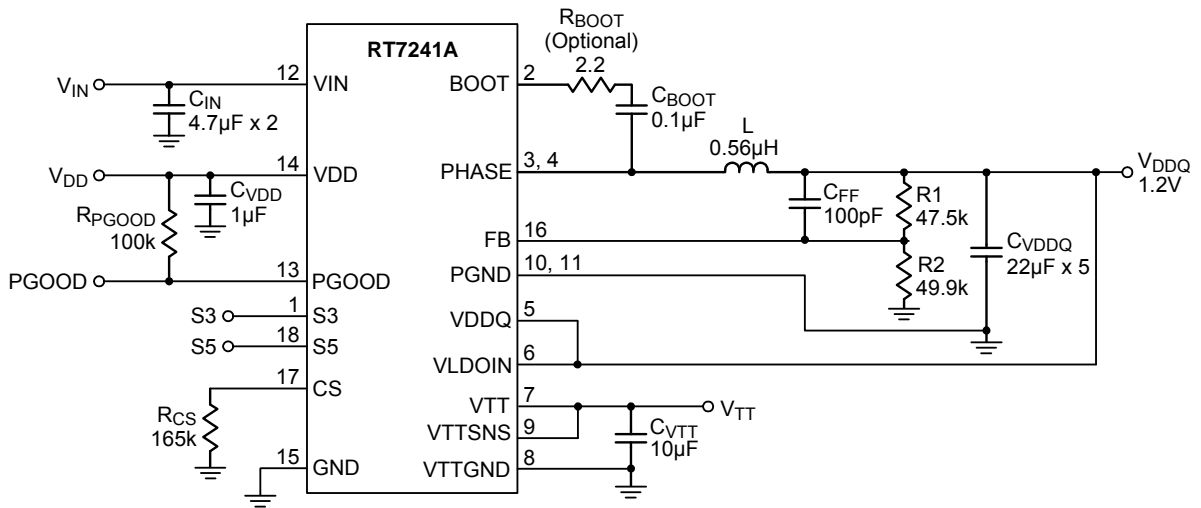 RT7241A
VIN
12
VIN
CIN
4.7µF x 2
VDD
14
VDD
CVDD
1µF
RPGOOD
100k
PGOOD
13
PGOOD
S3
1
S3
S5
18
S5
17
CS
RCS
165k
15
GND
BOOT
2
RBOOT
(Optional)
2.2
CBOOT
0.1µF
PHASE
3, 4
L
0.56µH
VDDQ
1.2V
CFF
100pF
R1
47.5k
FB
16
R2
49.9k
CVDDQ
22µF x 5
PGND
10, 11
VDDQ
5
VLDOIN
6
VTT
7
VTT
VTTSNS
9
CVTT
10µF
VTTGND
8